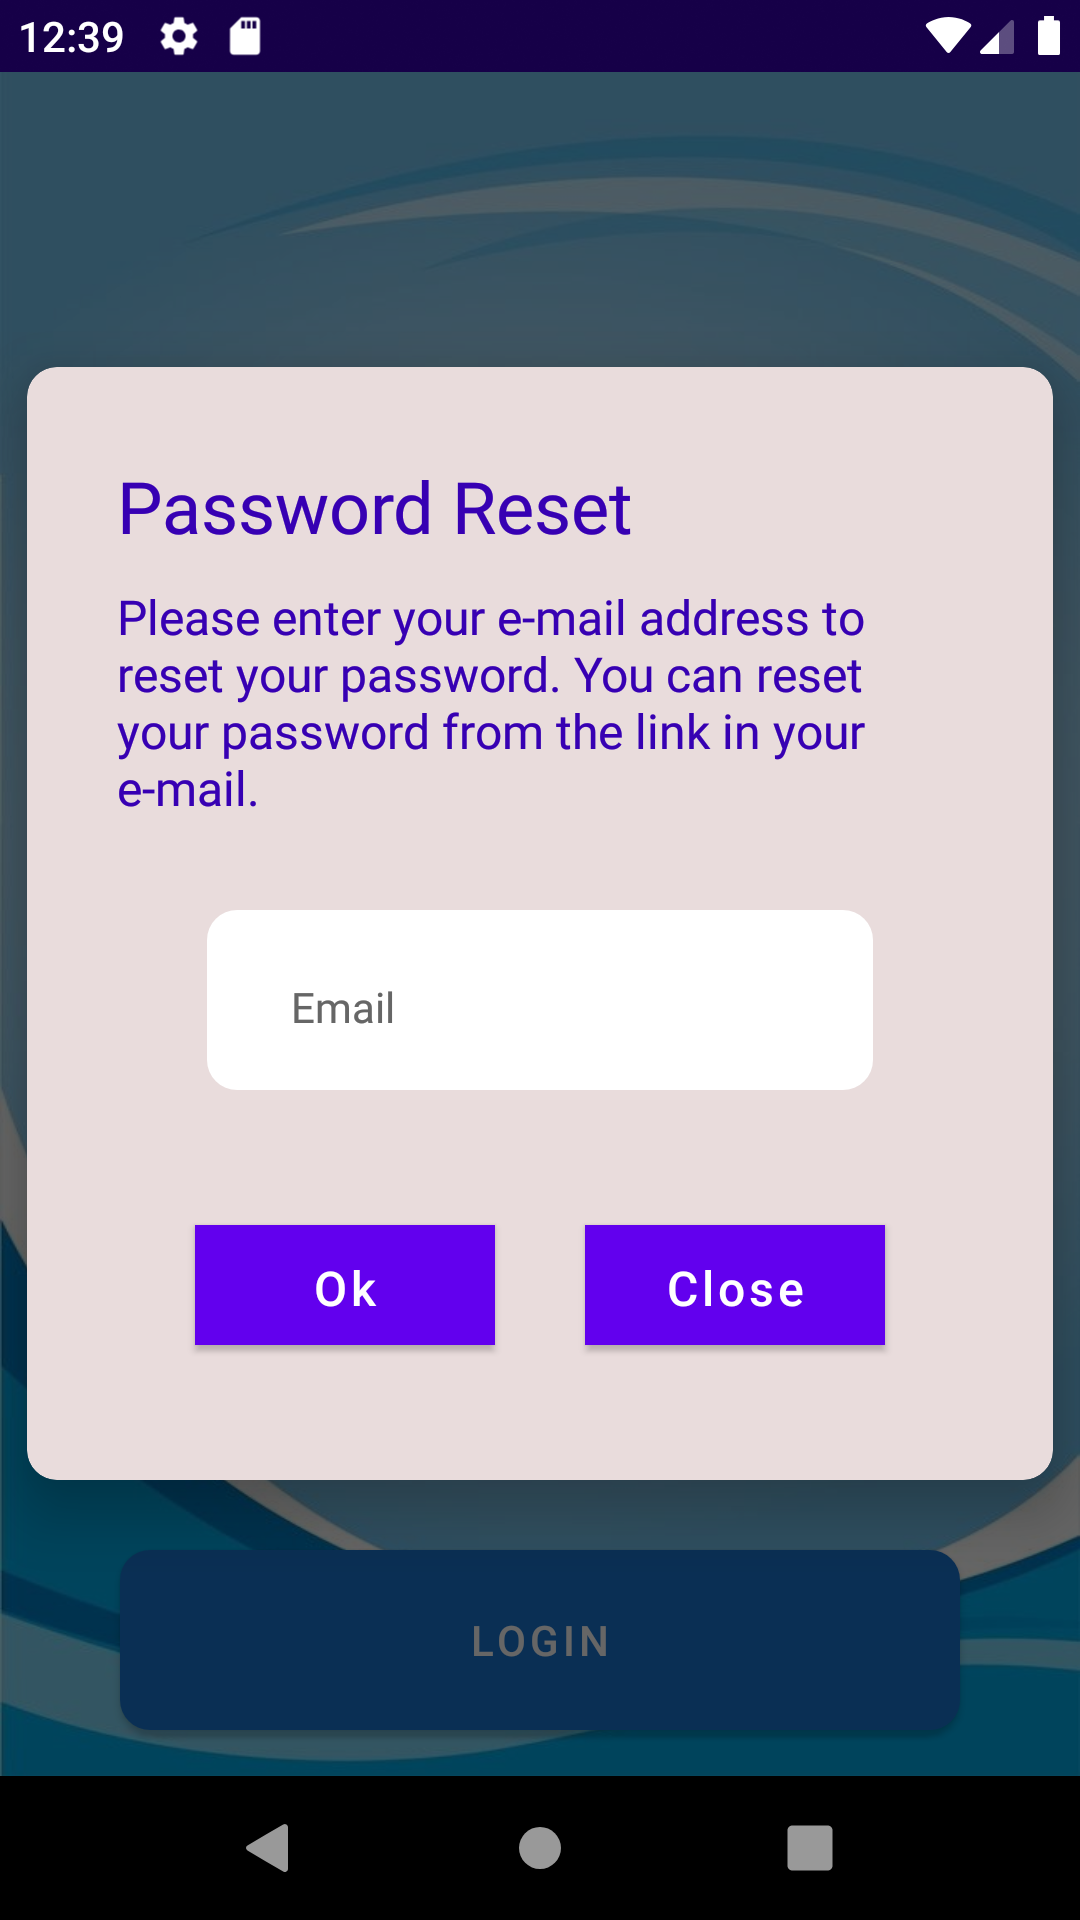 12:39
Password Reset
Please enter your e-mail address to
reset your password. You can reset
your password from the link in your
e-mail.
Email
Ok
Close
LOGIN